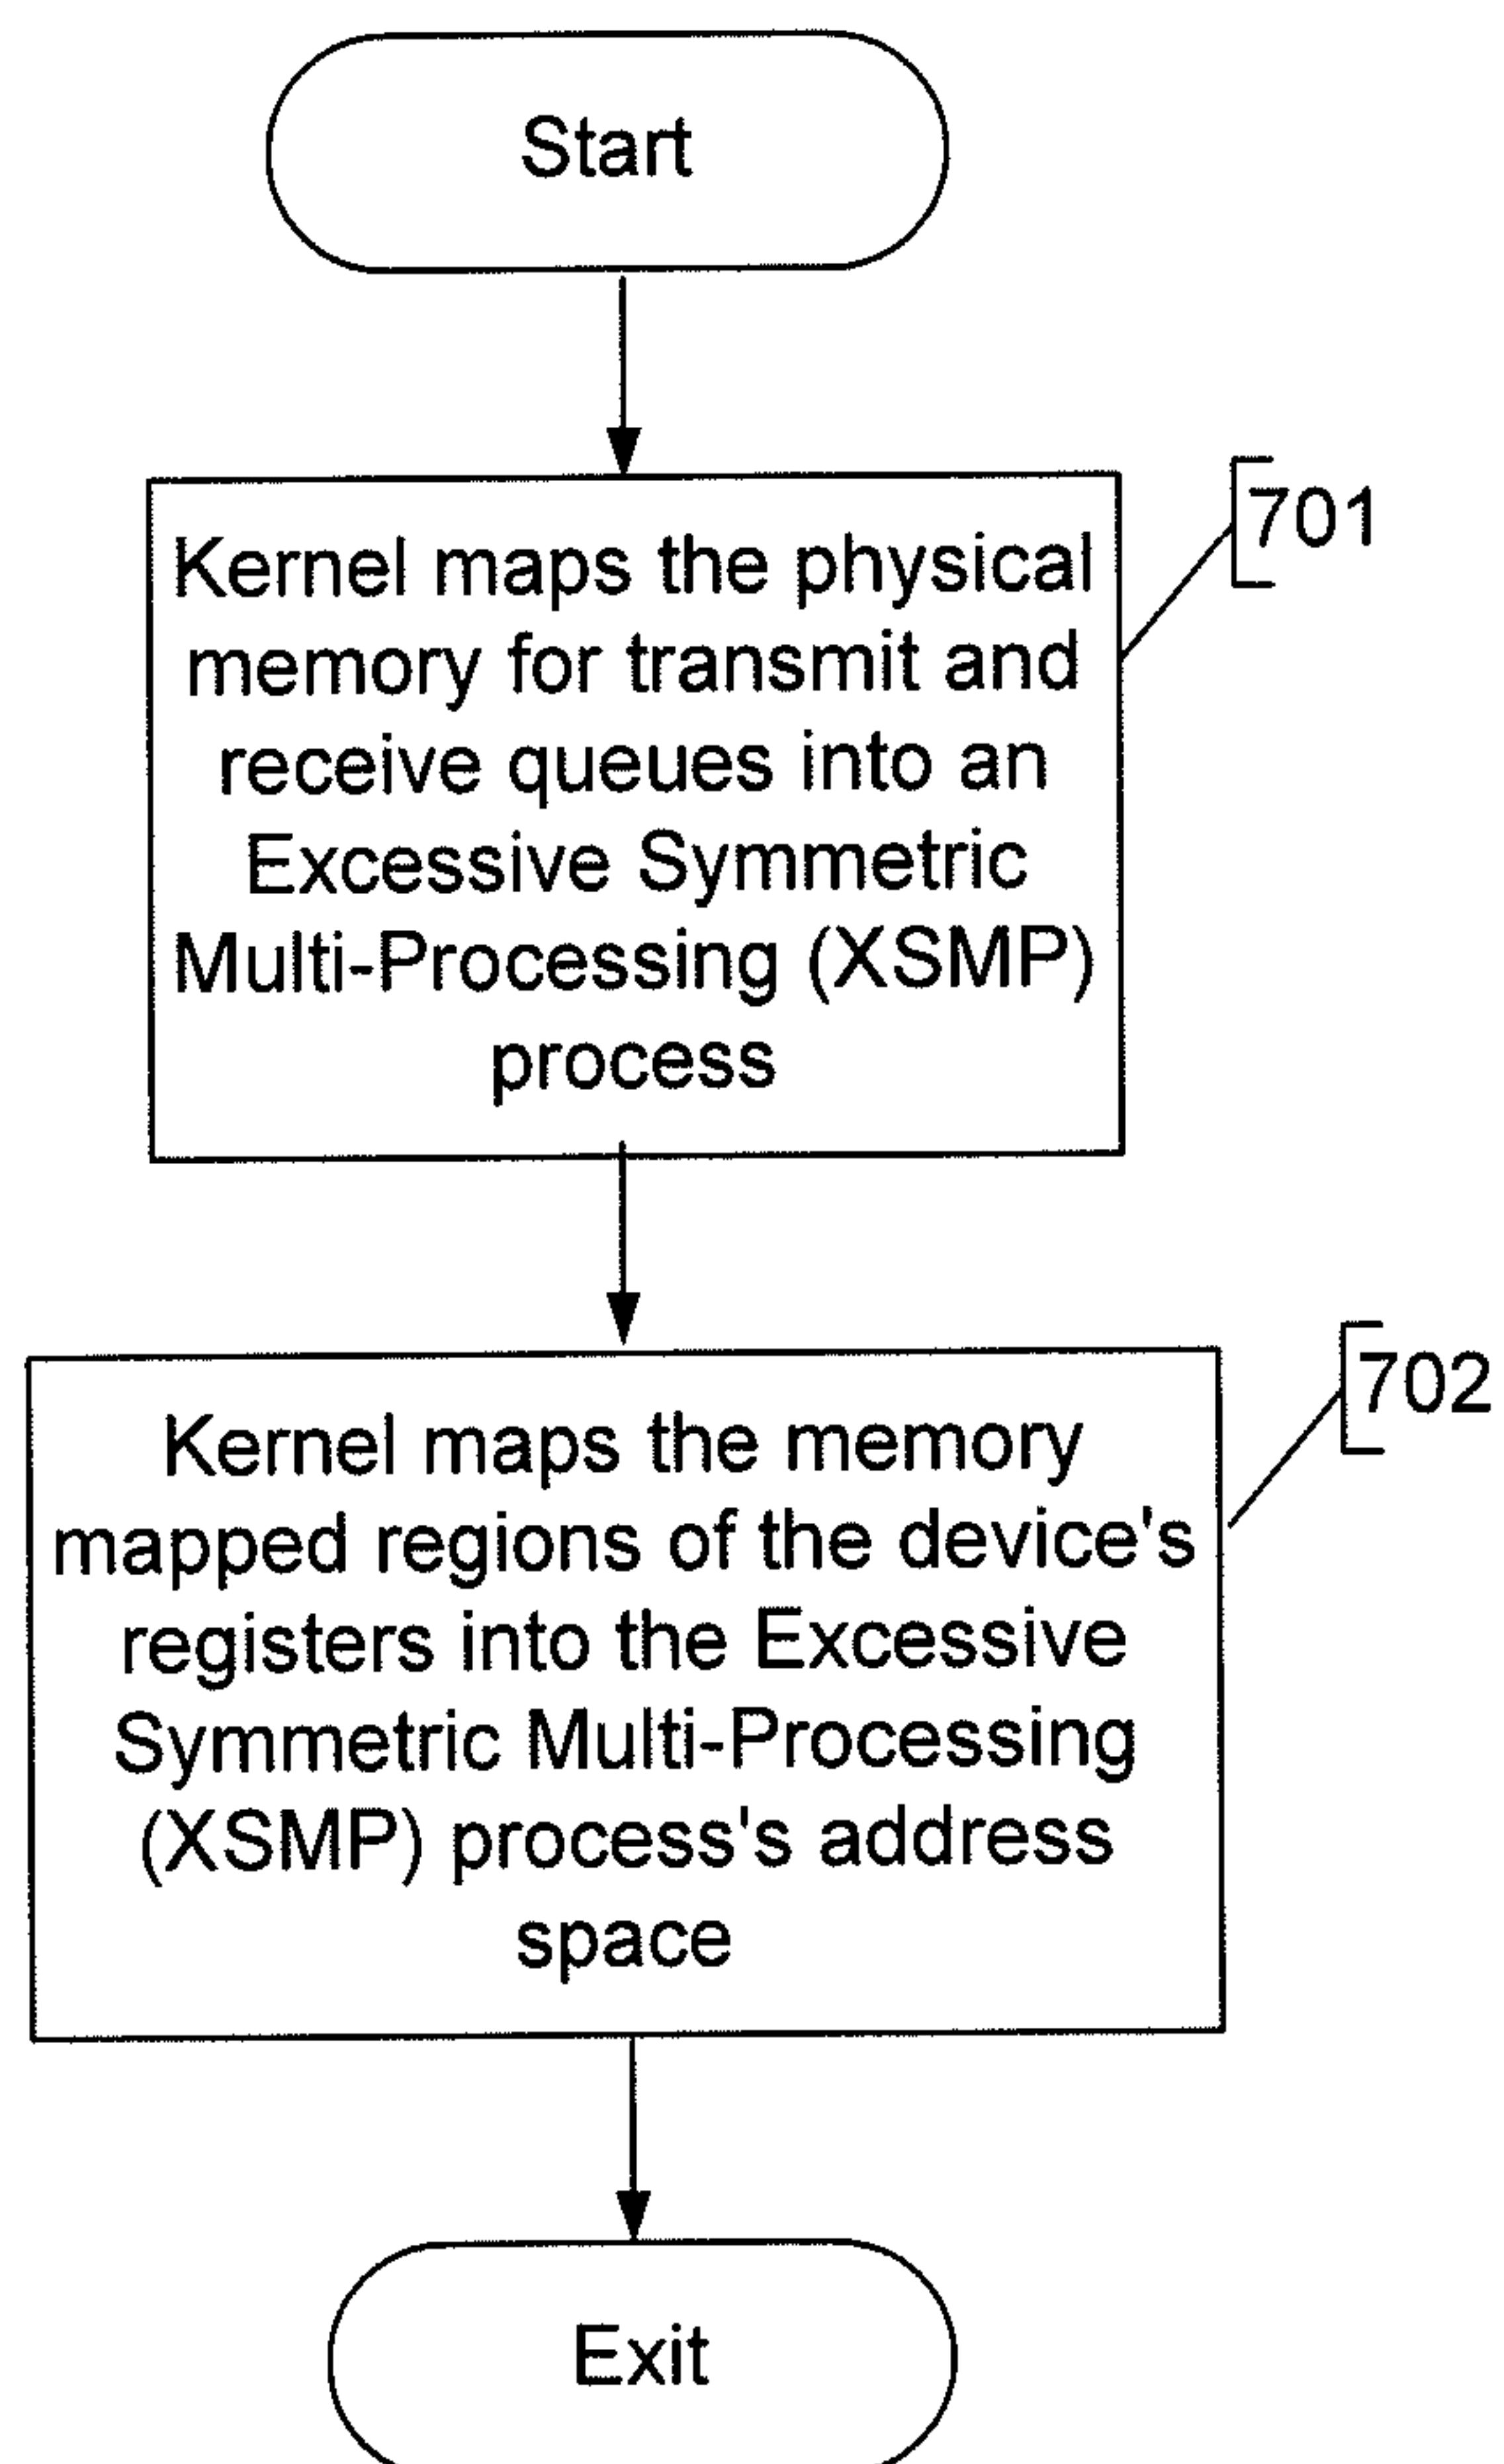 Start
Kernel maps the physical
memory for transmit and
receive queues into an
Excessive Symmetric
Multi-Processing (XSMP)
process
701
Kernel maps the memory
mapped regions of the device's
registers into the Excessive
Symmetric Multi-Processing
(XSMP) process's address
space
702
Exit